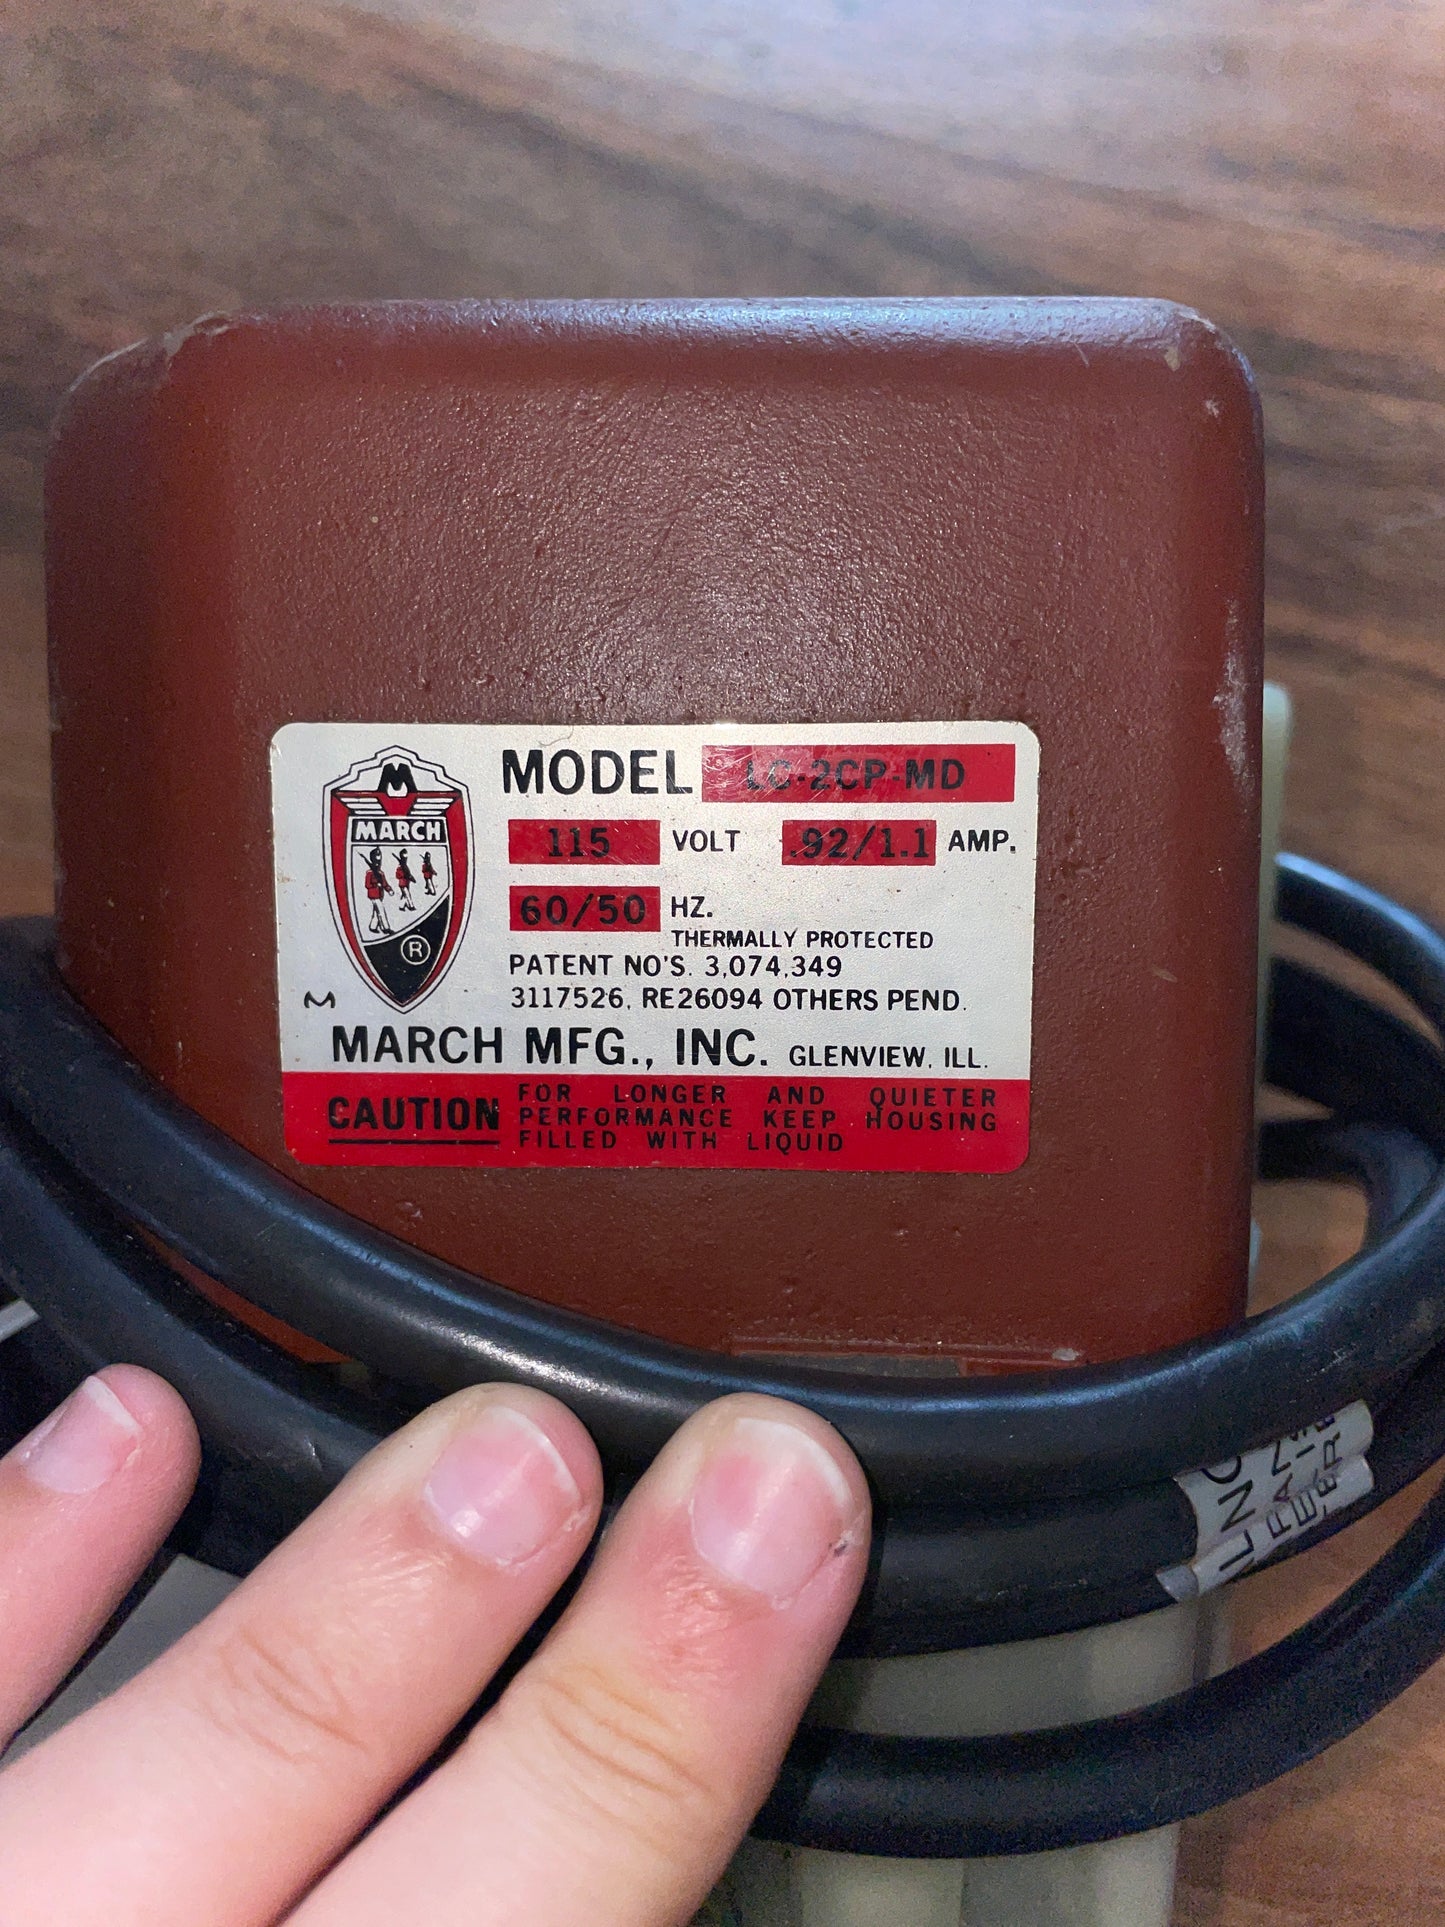 M
MARCH
®
M
MODEL LC-2CP-MD
115 VOLT .92/1.1 AMP.
60/50 HZ.
THERMALLY PROTECTED
PATENT NO'S. 3,074,349
3117526, RE26094 OTHERS PEND.
MARCH MFG., INC. GLENVIEW, ILL.
CAUTION FOR LONGER AND QUIETER
PERFORMANCE KEEP HOUSING
FILLED WITH LIQUID